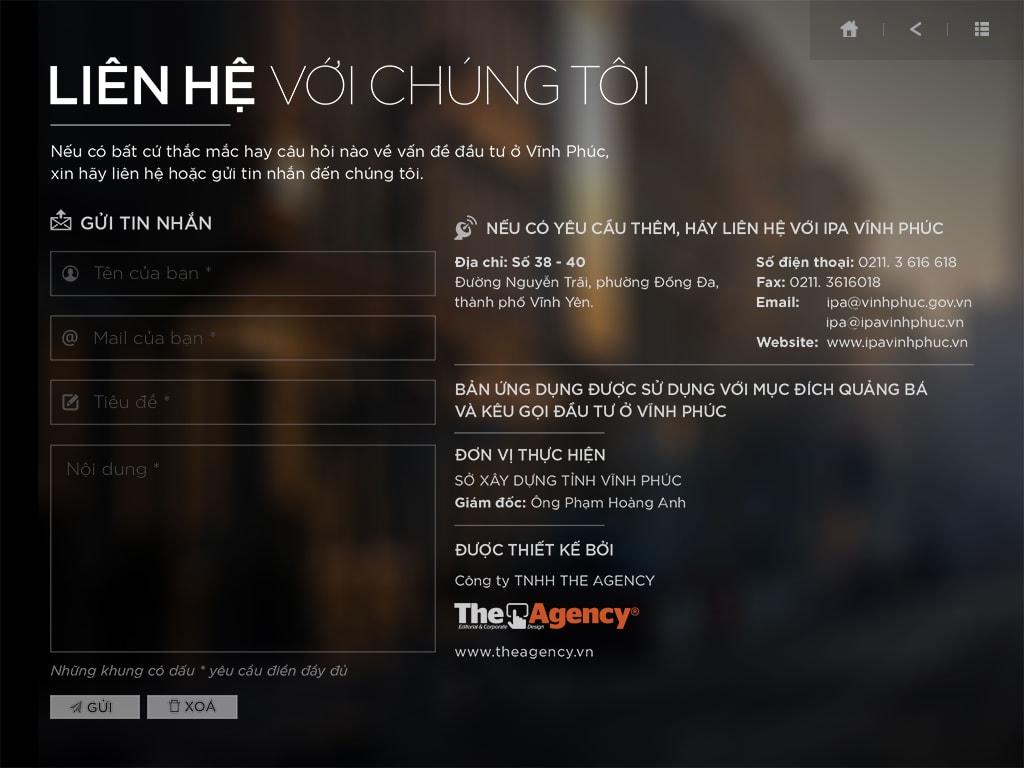 LIÊN HỆ VỚI CHÚNG TÔI
Nếu có bất cứ thắc mắc hay câu hỏi nào về vấn đề đầu tư ở Vĩnh Phúc,
xin hãy liên hệ hoặc gửi tin nhắn đến chúng tôi.
GỬI TIN NHẮN
Tên của bạn *
@ Mail của bạn *
Tiêu đề *
Nội dung *
Những khung có dấu * yêu cầu điền đầy đủ
GỬI
XOÁ
NẾU CÓ YÊU CẦU THÊM, HÃY LIÊN HỆ VỚI IPA VĨNH PHÚC
Địa chỉ: Số 38 - 40
Đường Nguyễn Trãi, phường Đống Đa,
thành phố Vĩnh Yên.
Số điện thoại: 0211. 3 616 618
Fax: 0211. 3616018
Email: ipa@vinhphuc.gov.vn
ipa@ipavinhphuc.vn
Website: www.ipavinhphuc.vn
BẢN ỨNG DỤNG ĐƯỢC SỬ DỤNG VỚI MỤC ĐÍCH QUẢNG BÁ
VÀ KÊU GỌI ĐẦU TƯ Ở VĨNH PHÚC
ĐƠN VỊ THỰC HIỆN
SỞ XÂY DỰNG TỈNH VĨNH PHÚC
Giám đốc: Ông Phạm Hoàng Anh
ĐƯỢC THIẾT KẾ BỞI
Công ty TNHH THE AGENCY
The Agency®
Editorial & Corporate Design
www.theagency.vn